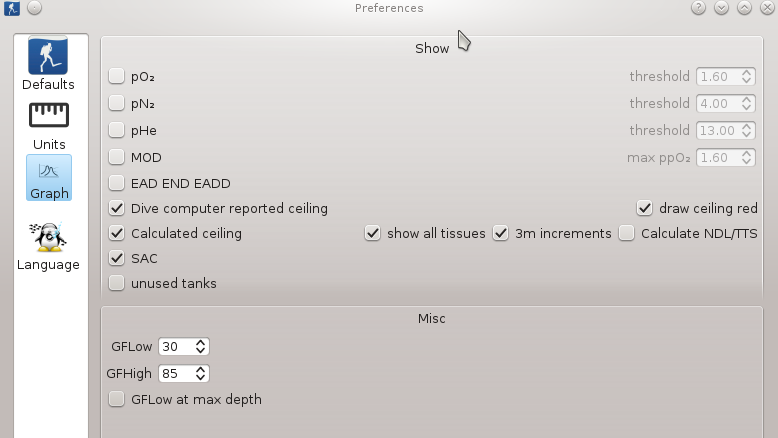 Preferences
Defaults
Units
Graph
Language
Show
pO₂ threshold 1.60
pN₂ threshold 4.00
pHe threshold 13.00
MOD max ppO₂ 1.60
EAD END EADD
Dive computer reported ceiling draw ceiling red
Calculated ceiling show all tissues 3m increments Calculate NDL/TTS
SAC
unused tanks
Misc
GFLow 30
GFHigh 85
GFLow at max depth